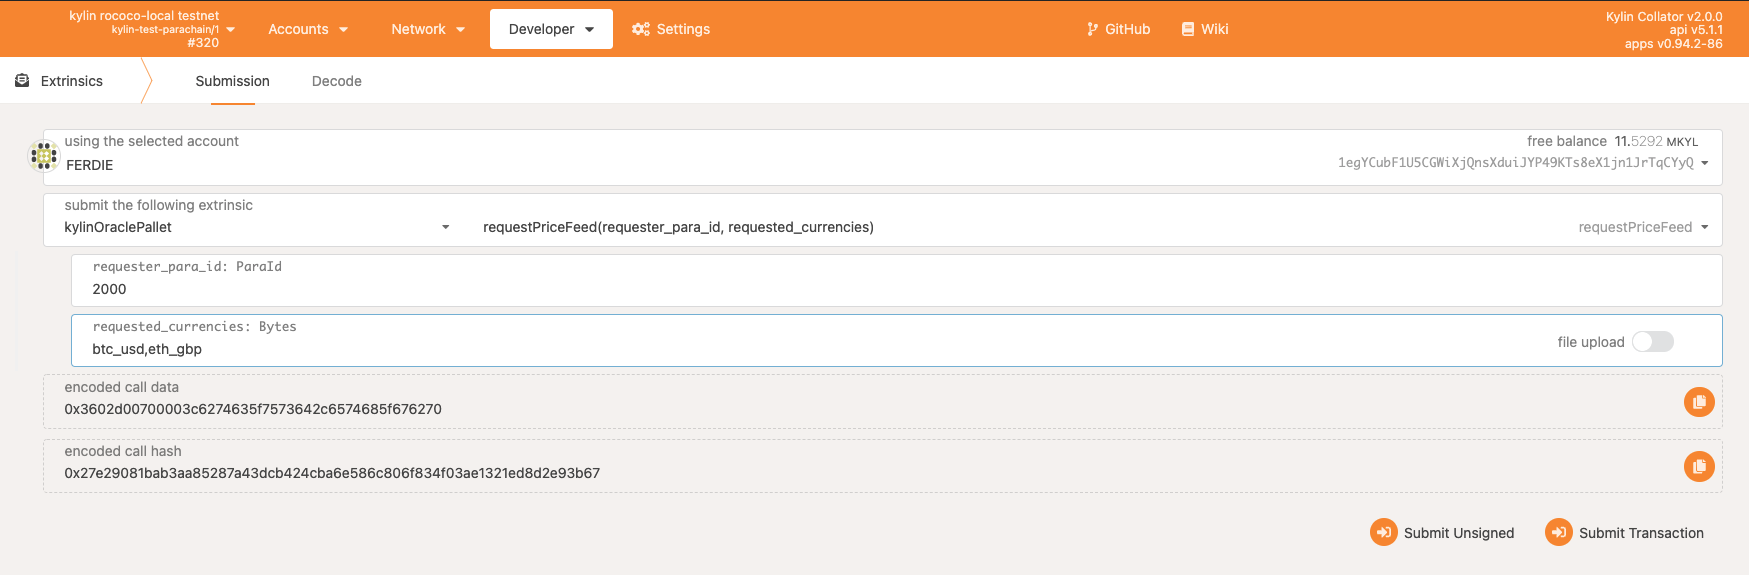 kylin rococo-local testnet
kylin-test-parachain/1
#320
Accounts
Network
Developer
Settings
GitHub
Wiki
Kylin Collator v2.0.0
api v5.1.1
apps v0.94.2-86
Extrinsics
Submission
Decode
using the selected account
FERDIE
free balance 11.5292 MKYL
1egYCubF1U5CGWiXjQnsXduiJYP49KTs8eX1jn1JrTqCYyQ
submit the following extrinsic
kylinOraclePallet
requestPriceFeed(requester_para_id, requested_currencies)
requestPriceFeed
requester_para_id: ParaId
2000
requested_currencies: Bytes
btc_usd,eth_gbp
file upload
encoded call data
0x3602d00700003c6274635f7573642c6574685f676270
encoded call hash
0x27e29081bab3aa85287a43dcb424cba6e586c806f834f03ae1321ed8d2e93b67
Submit Unsigned
Submit Transaction